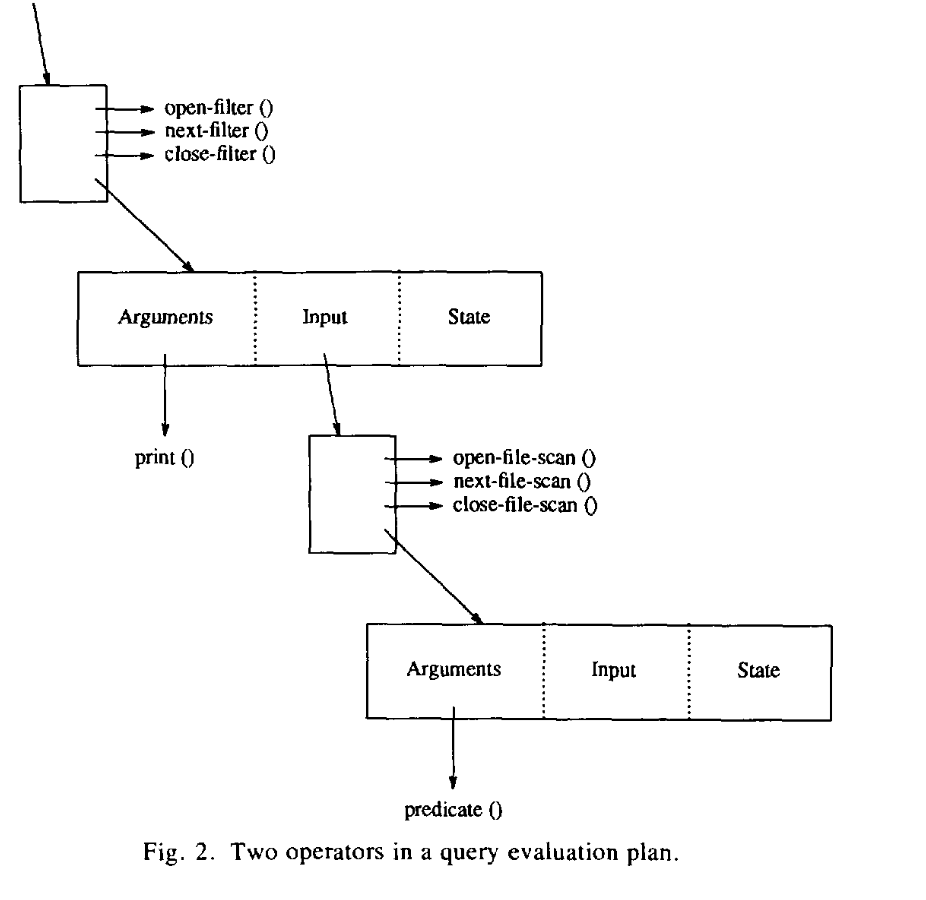 open-filter ()
next-filter ()
close-filter ()
Arguments Input State
print ()
open-file-scan ()
next-file-scan ()
close-file-scan ()
Arguments Input State
predicate ()
Fig. 2. Two operators in a query evaluation plan.